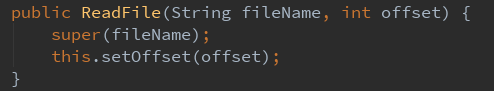 public ReadFile(String fileName, int offset) {
    super(fileName);
    this.setOffset(offset);
}